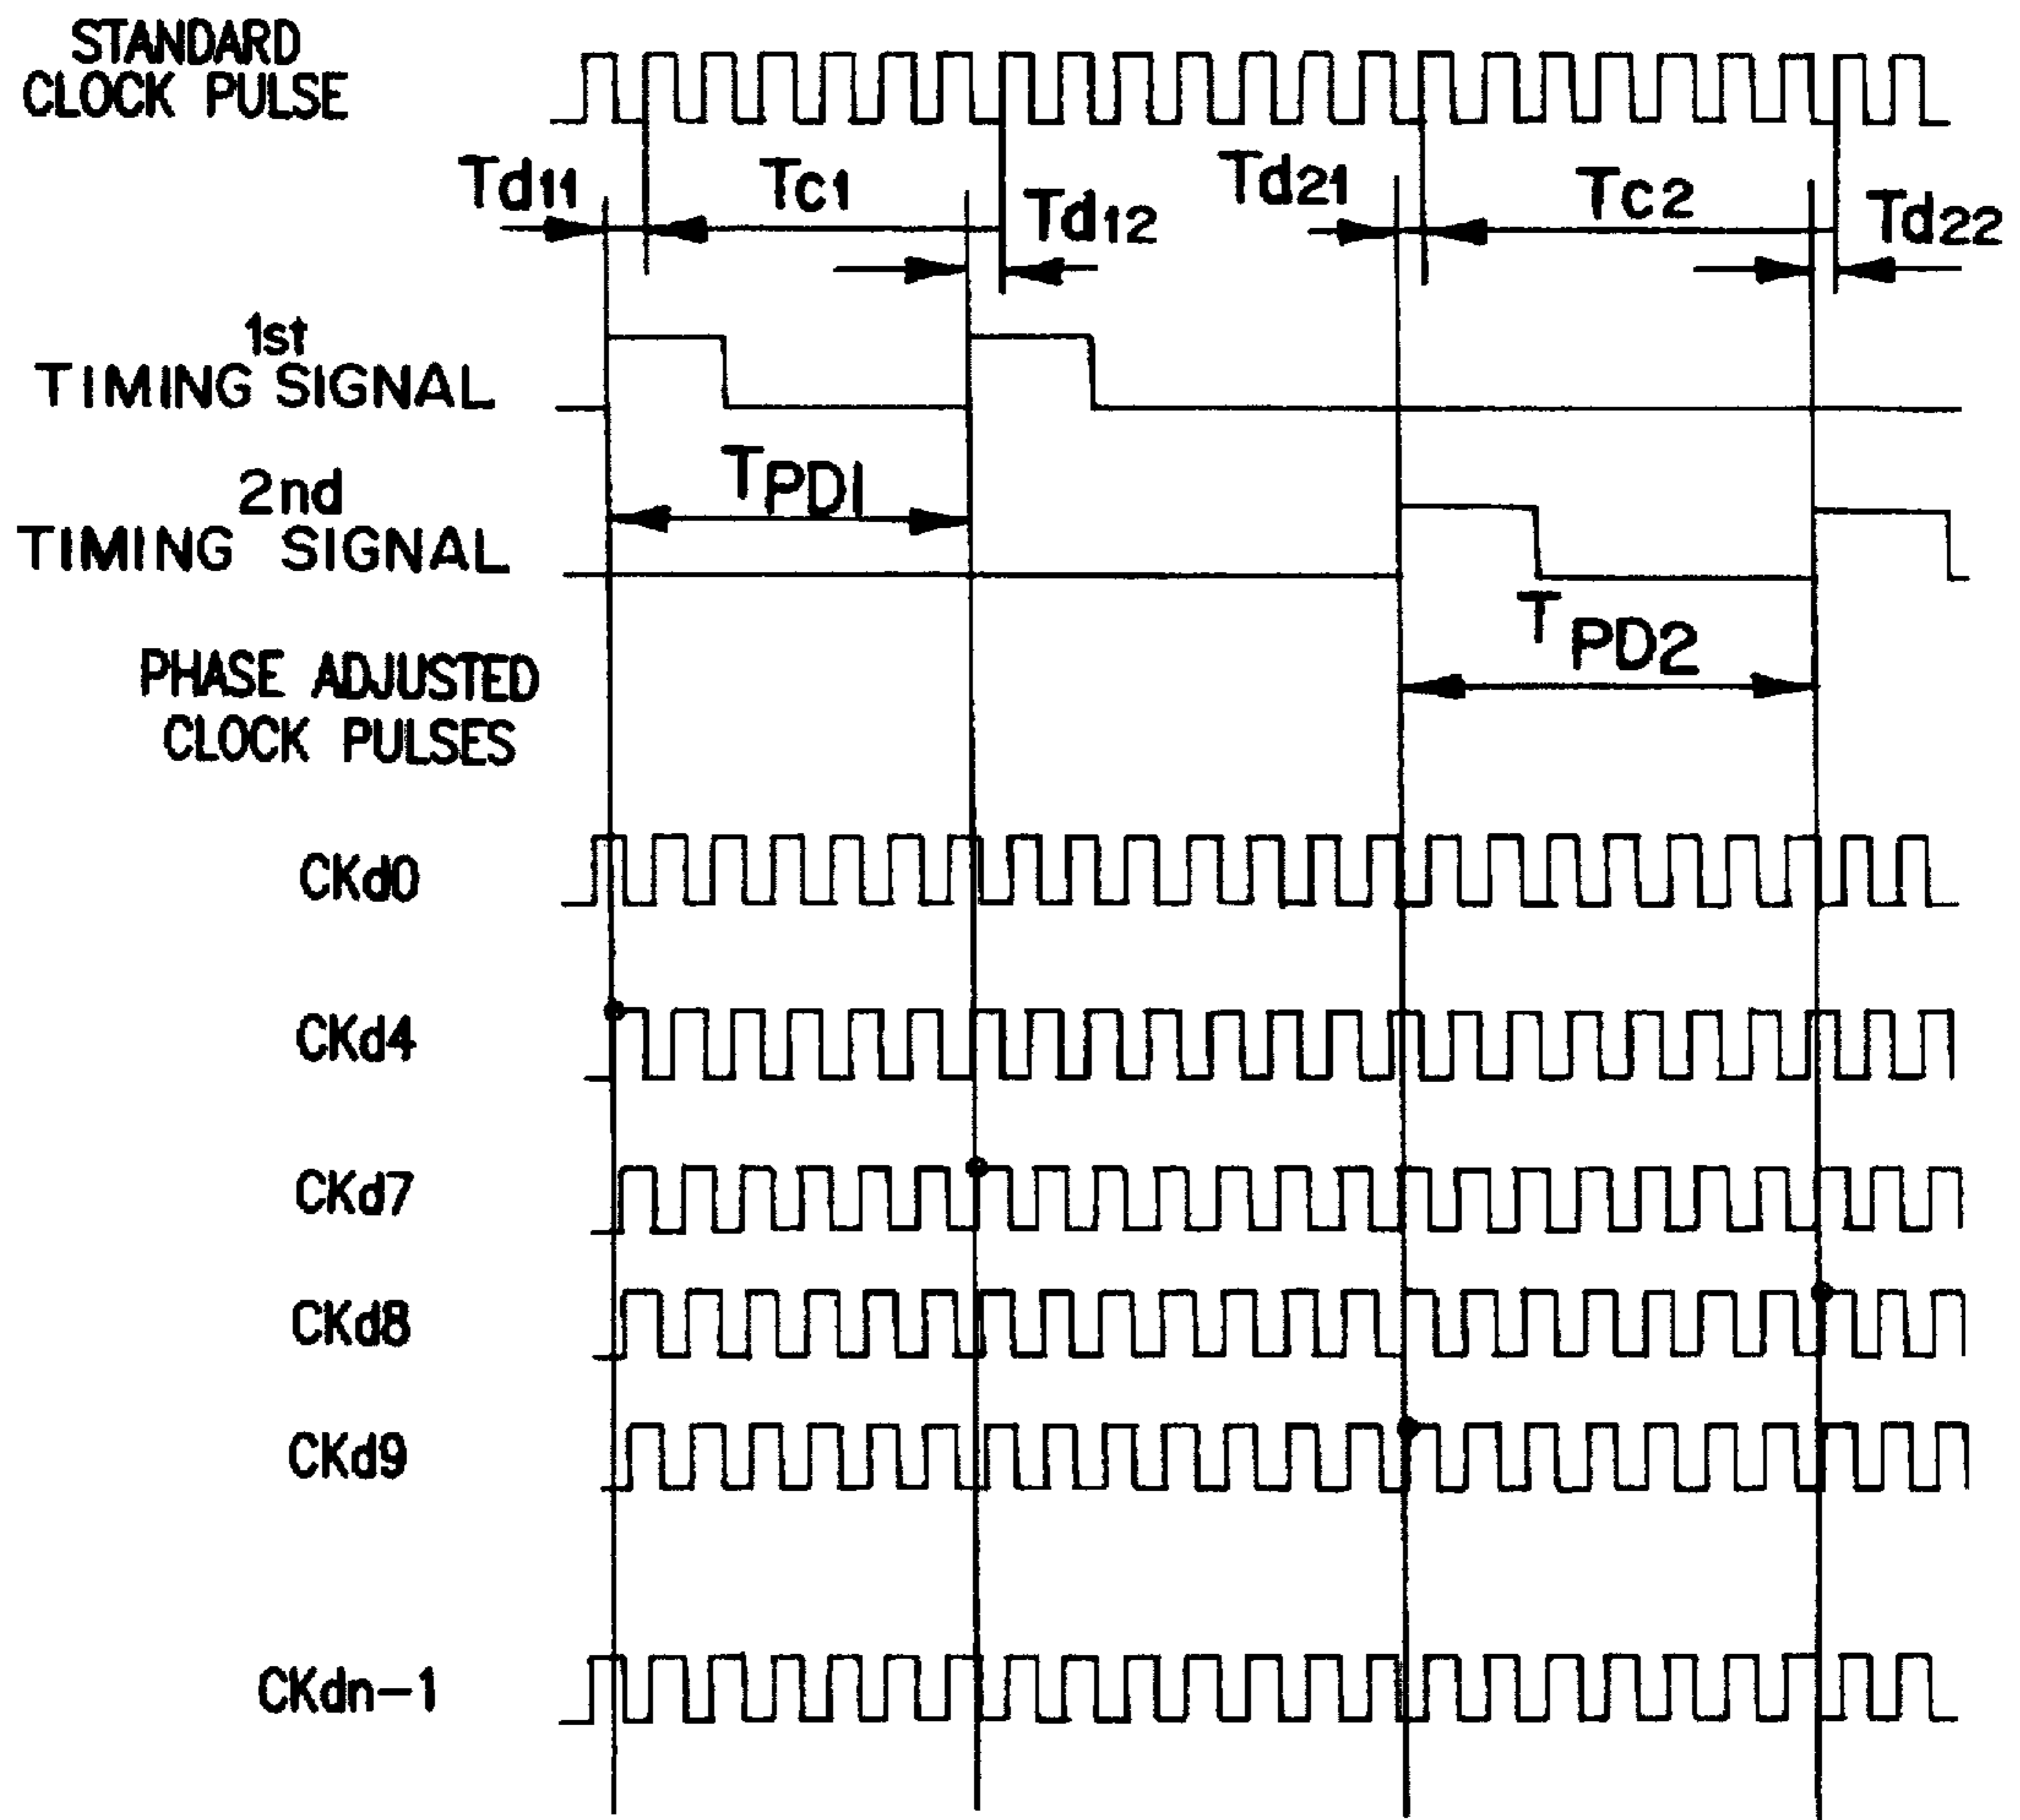 STANDARD
CLOCK PULSE
Td11
Tc1
Td12
Td21
Tc2
Td22
1st
TIMING SIGNAL
TPD1
2nd
TIMING SIGNAL
TPD2
PHASE ADJUSTED
CLOCK PULSES
CKd0
CKd4
CKd7
CKd8
CKd9
CKdn-1